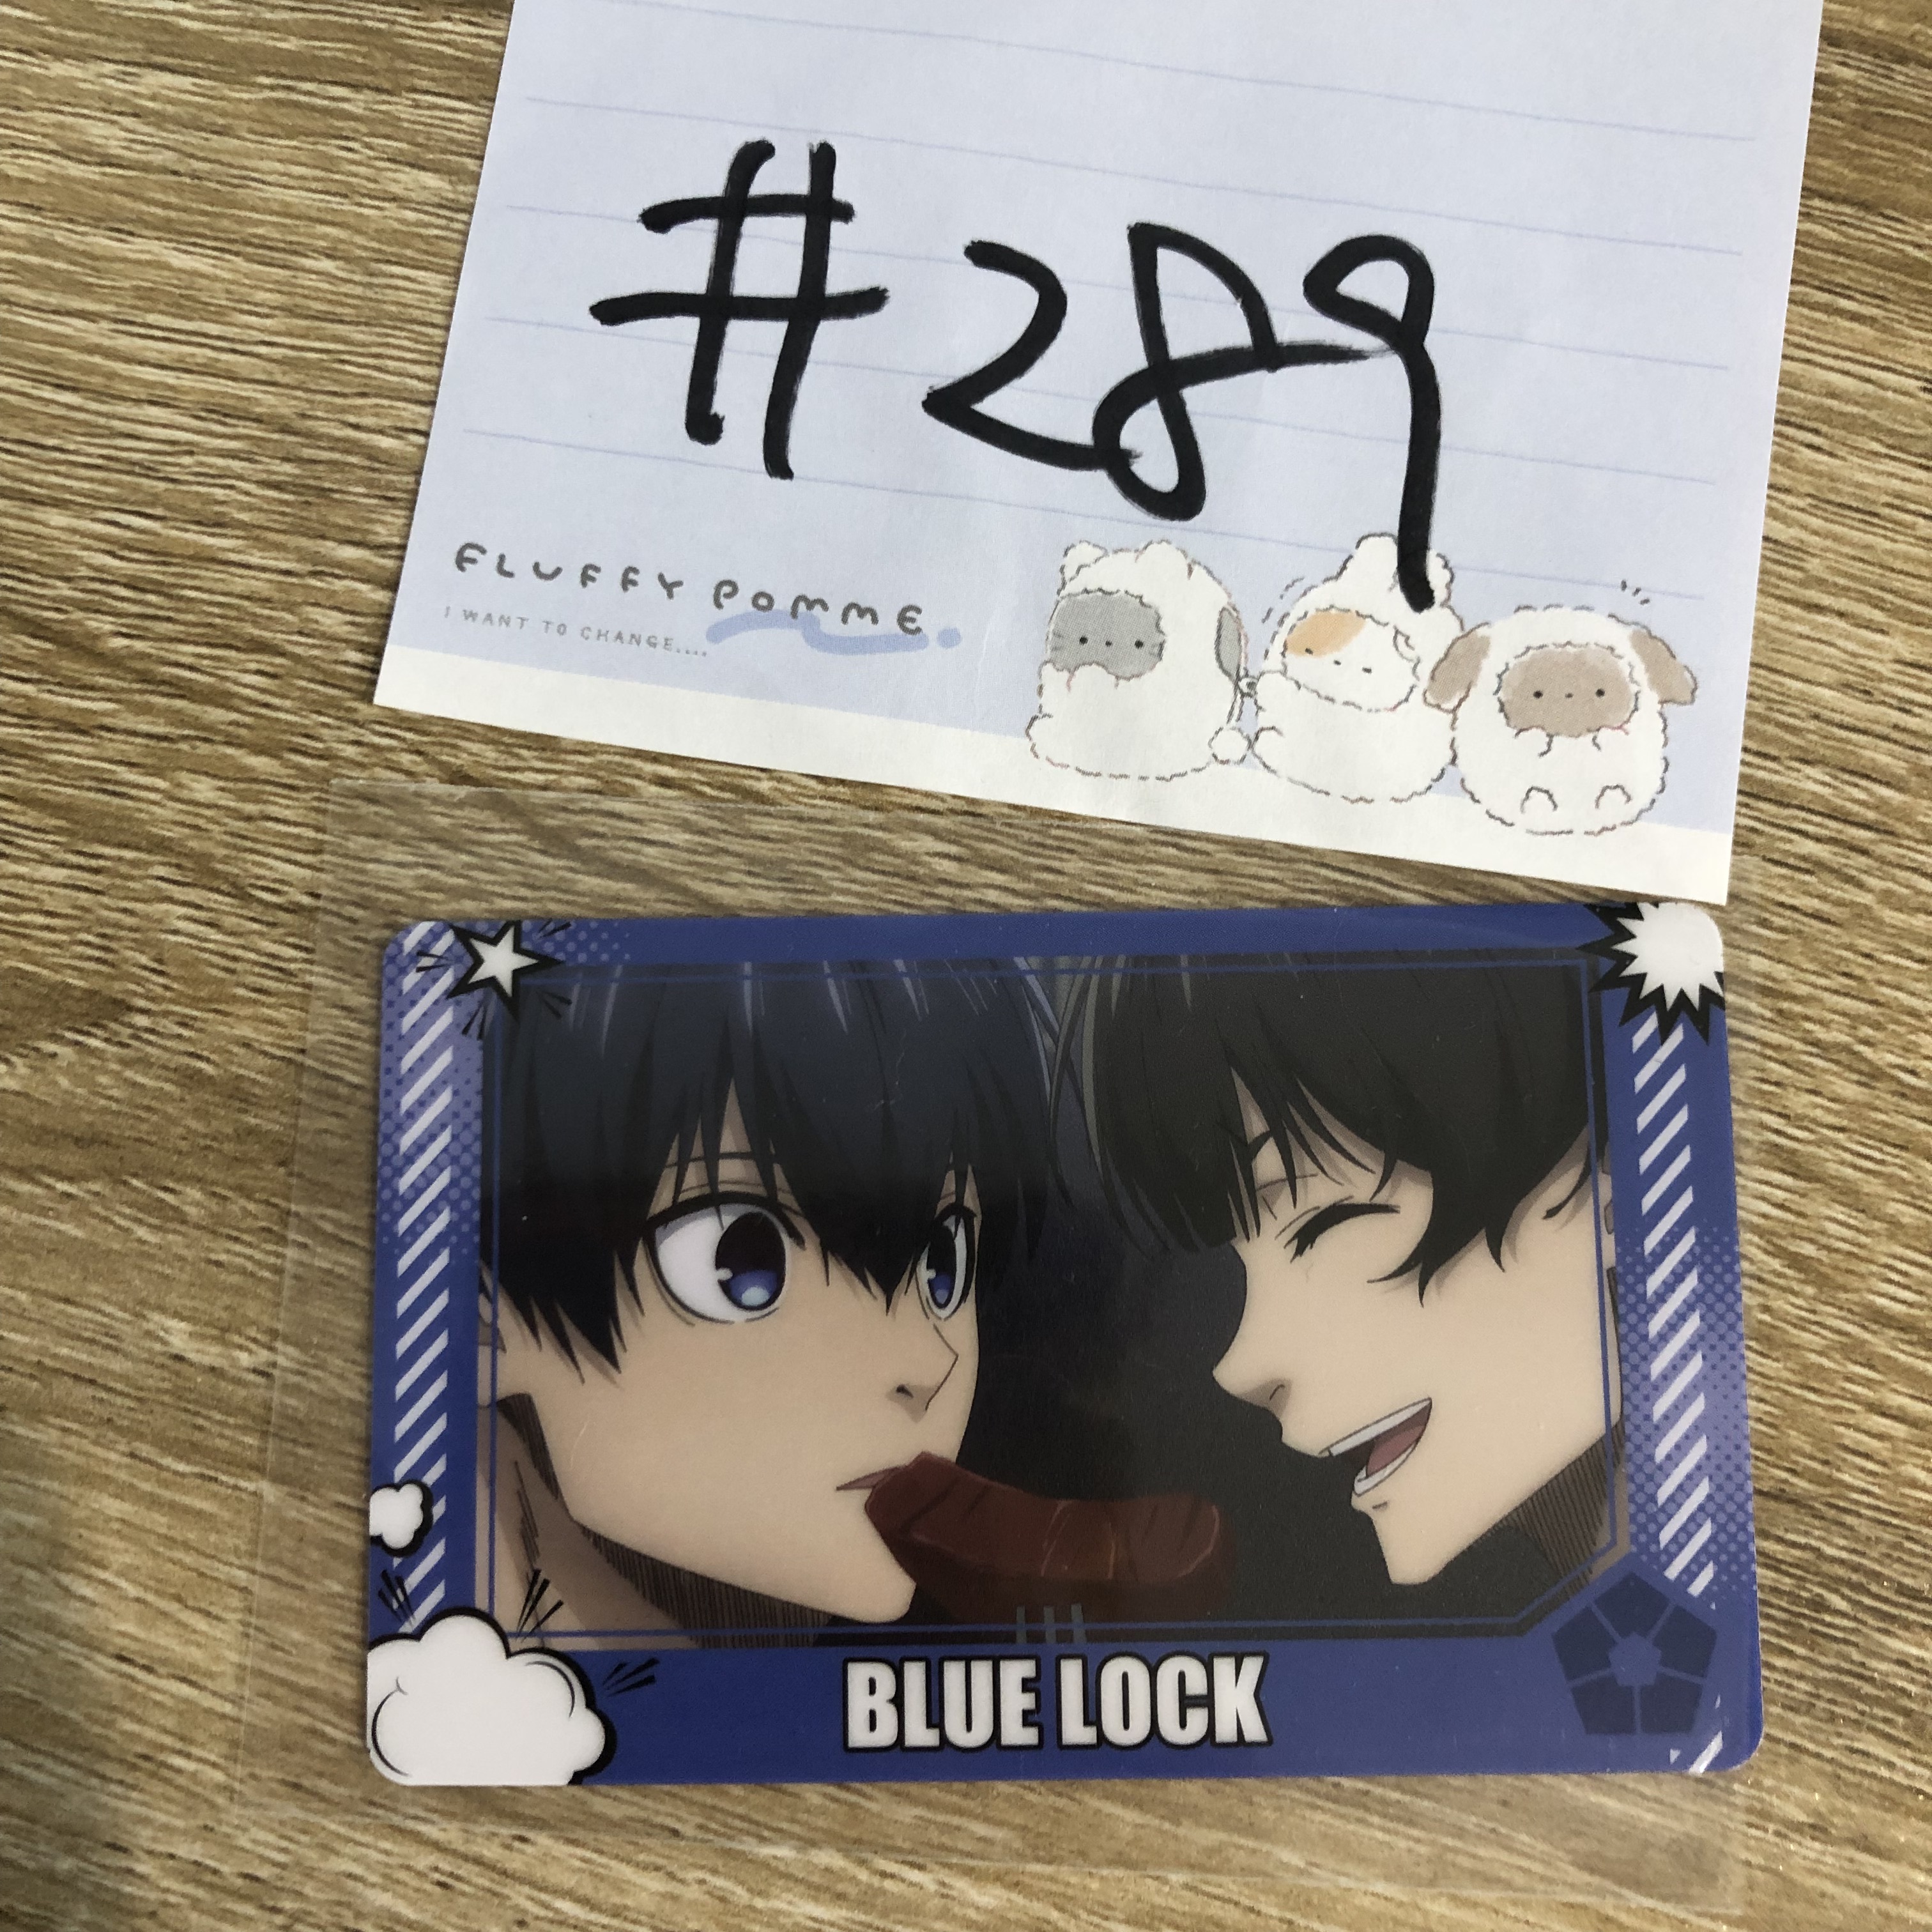 #289
FLUFFY POMME.
I WANT TO CHANGE....
BLUE LOCK